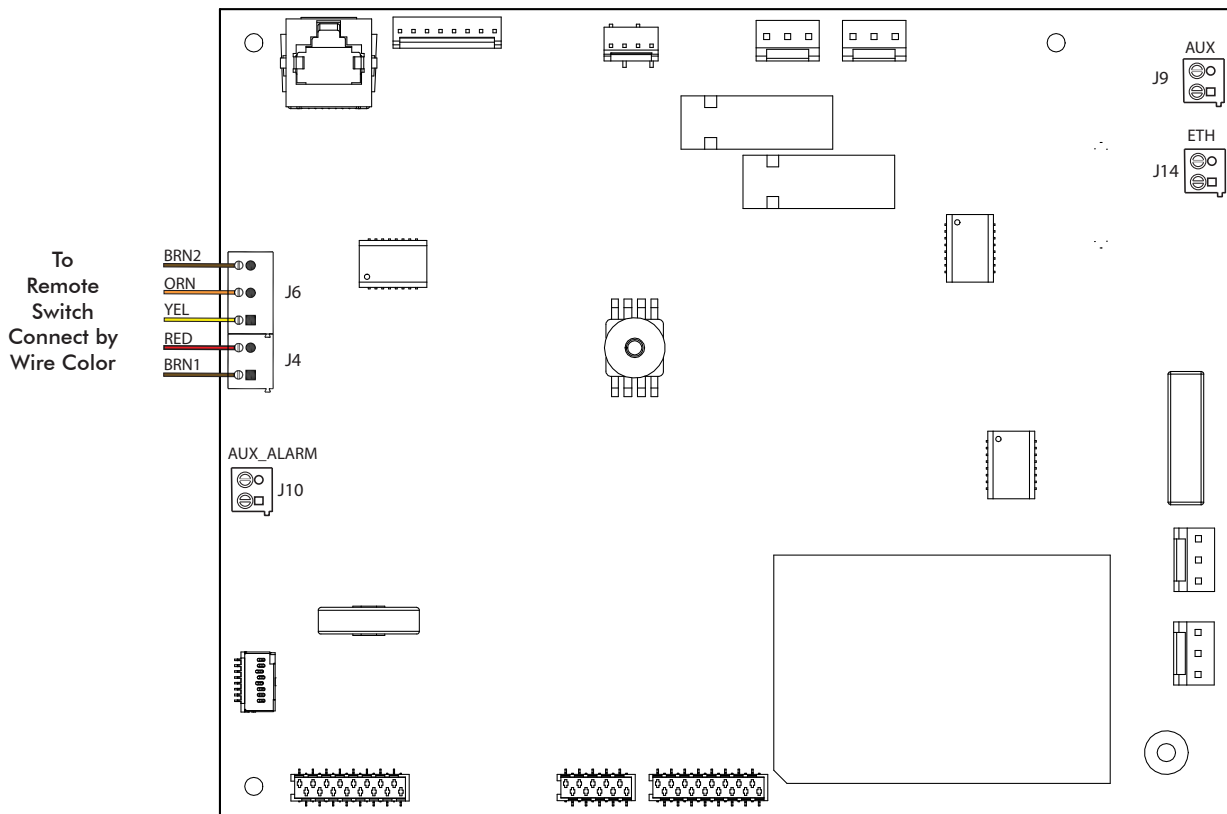 AUX
J9
ETH
J14
To
Remote
Switch
Connect by
Wire Color
BRN2
ORN
YEL
RED
BRN1
J6
J4
AUX_ALARM
J10